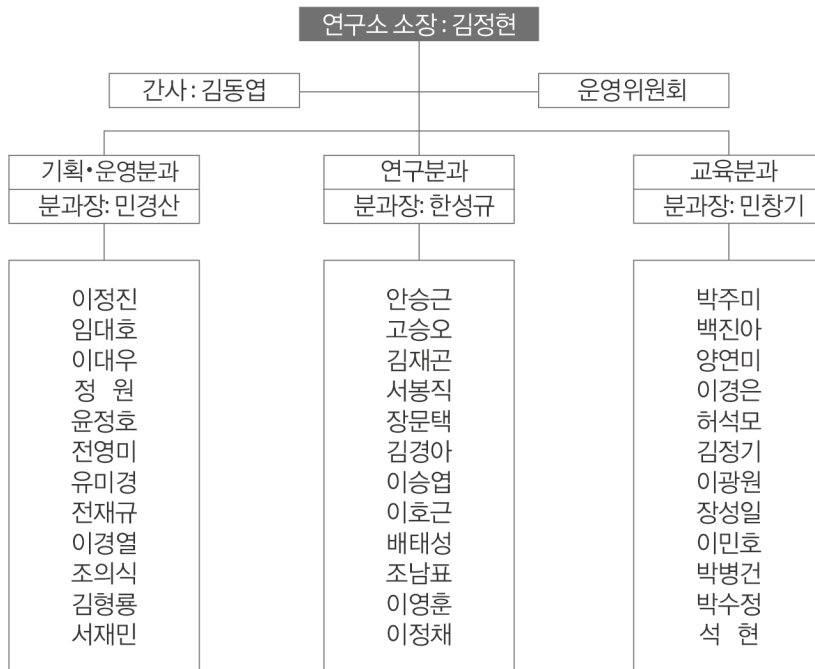 연구소 소장 : 김정현
간사 : 김동엽
운영위원회
기획·운영분과
분과장: 민경산
이정진
임대호
이대우
정 원
윤정호
전영미
유미경
전재규
이경열
조의식
김형룡
서재민
연구분과
분과장: 한성규
안승근
고승오
김재곤
서봉직
장문택
김경아
이승엽
이호근
배태성
조남표
이영훈
이정채
교육분과
분과장: 민창기
박주미
백진아
양연미
이경은
허석모
김정기
이광원
장성일
이민호
박병건
박수정
석 현